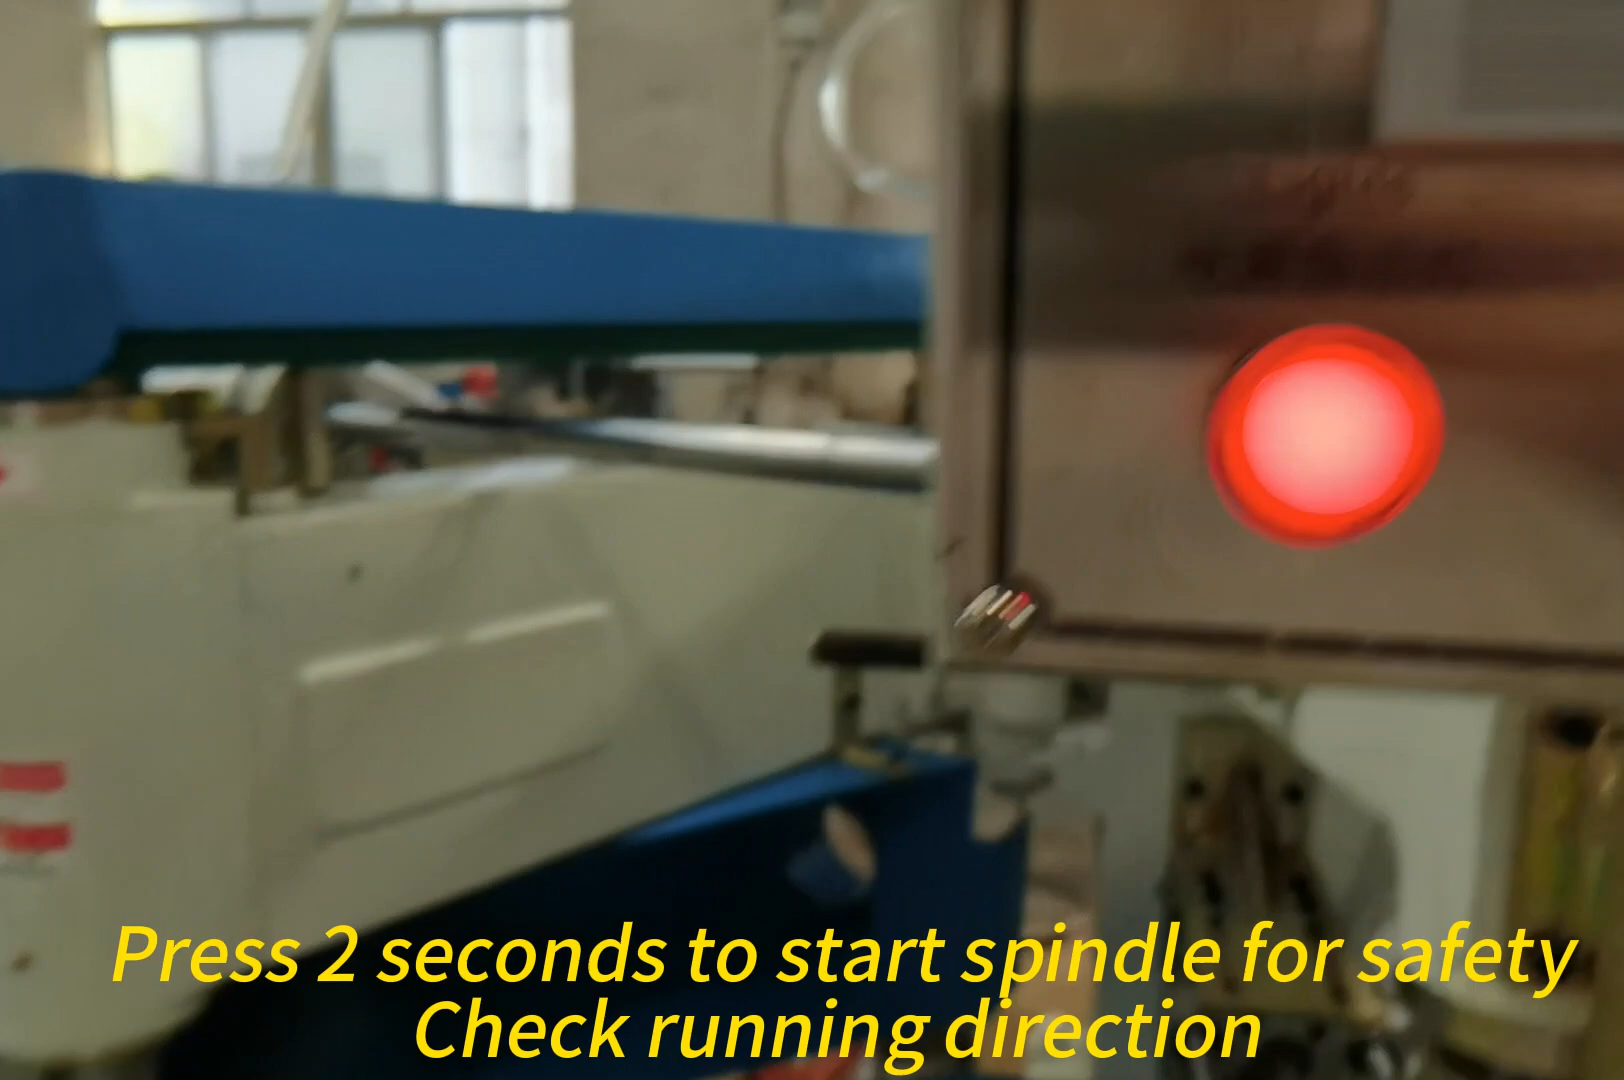 Press 2 seconds to start spindle for safety
Check running direction